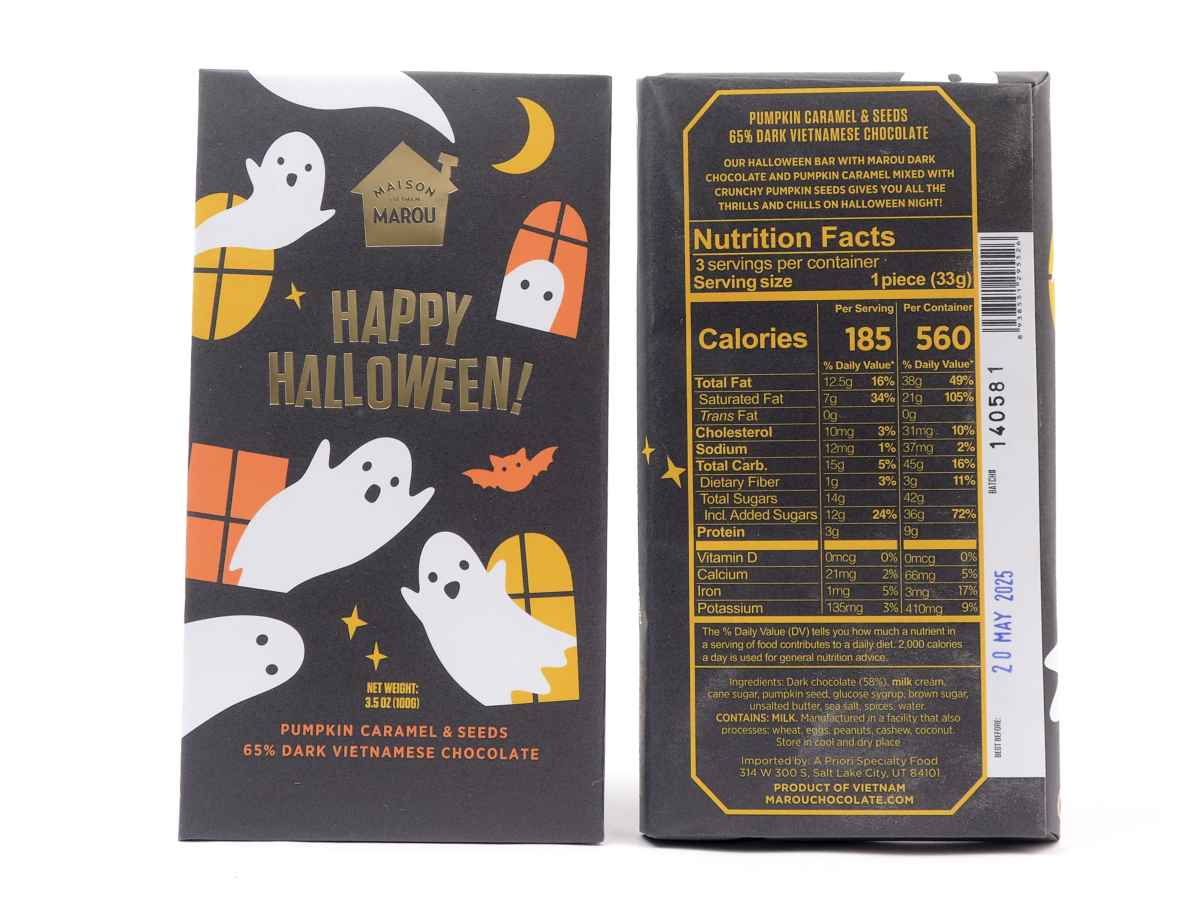 MAISON
MAROU
HAPPY
HALLOWEEN!
NET WEIGHT:
3.5 OZ (100G)
PUMPKIN CARAMEL & SEEDS
65% DARK VIETNAMESE CHOCOLATE
PUMPKIN CARAMEL & SEEDS
65% DARK VIETNAMESE CHOCOLATE
OUR HALLOWEEN BAR WITH MAROU DARK
CHOCOLATE AND PUMPKIN CARAMEL MIXED WITH
CRUNCHY PUMPKIN SEEDS GIVES YOU ALL THE
THRILLS AND CHILLS ON HALLOWEEN NIGHT!
Nutrition Facts
3 servings per container
Serving size 1 piece (33g)
Per Serving Per Container
Calories 185 560
% Daily Value* % Daily Value*
Total Fat 12.5g 16% 38g 49%
Saturated Fat 7g 34% 21g 105%
Trans Fat 0g 0g
Cholesterol 10mg 3% 31mg 10%
Sodium 12mg 1% 37mg 2%
Total Carb. 15g 5% 45g 16%
Dietary Fiber 1g 3% 3g 11%
Total Sugars 14g 42g
Incl. Added Sugars 12g 24% 36g 72%
Protein 3g 9g
Vitamin D 0mcg 0% 0mcg 0%
Calcium 21mg 2% 66mg 5%
Iron 1mg 5% 3mg 17%
Potassium 135mg 3% 410mg 9%
The % Daily Value (DV) tells you how much a nutrient in
a serving of food contributes to a daily diet. 2,000 calories
a day is used for general nutrition advice.
Ingredients: Dark chocolate (58%), milk cream,
cane sugar, pumpkin seed, glucose sygrup, brown sugar,
unsalted butter, sea salt, spices, water.
CONTAINS: MILK. Manufactured in a facility that also
processes: wheat, eggs, peanuts, cashew, coconut.
Store in cool and dry place
Imported by: A Priori Specialty Food
314 W 300 S, Salt Lake City, UT 84101
PRODUCT OF VIETNAM
MAROUCHOCOLATE.COM
BATCH# 140581
BEST BEFORE: 20 MAY 2025